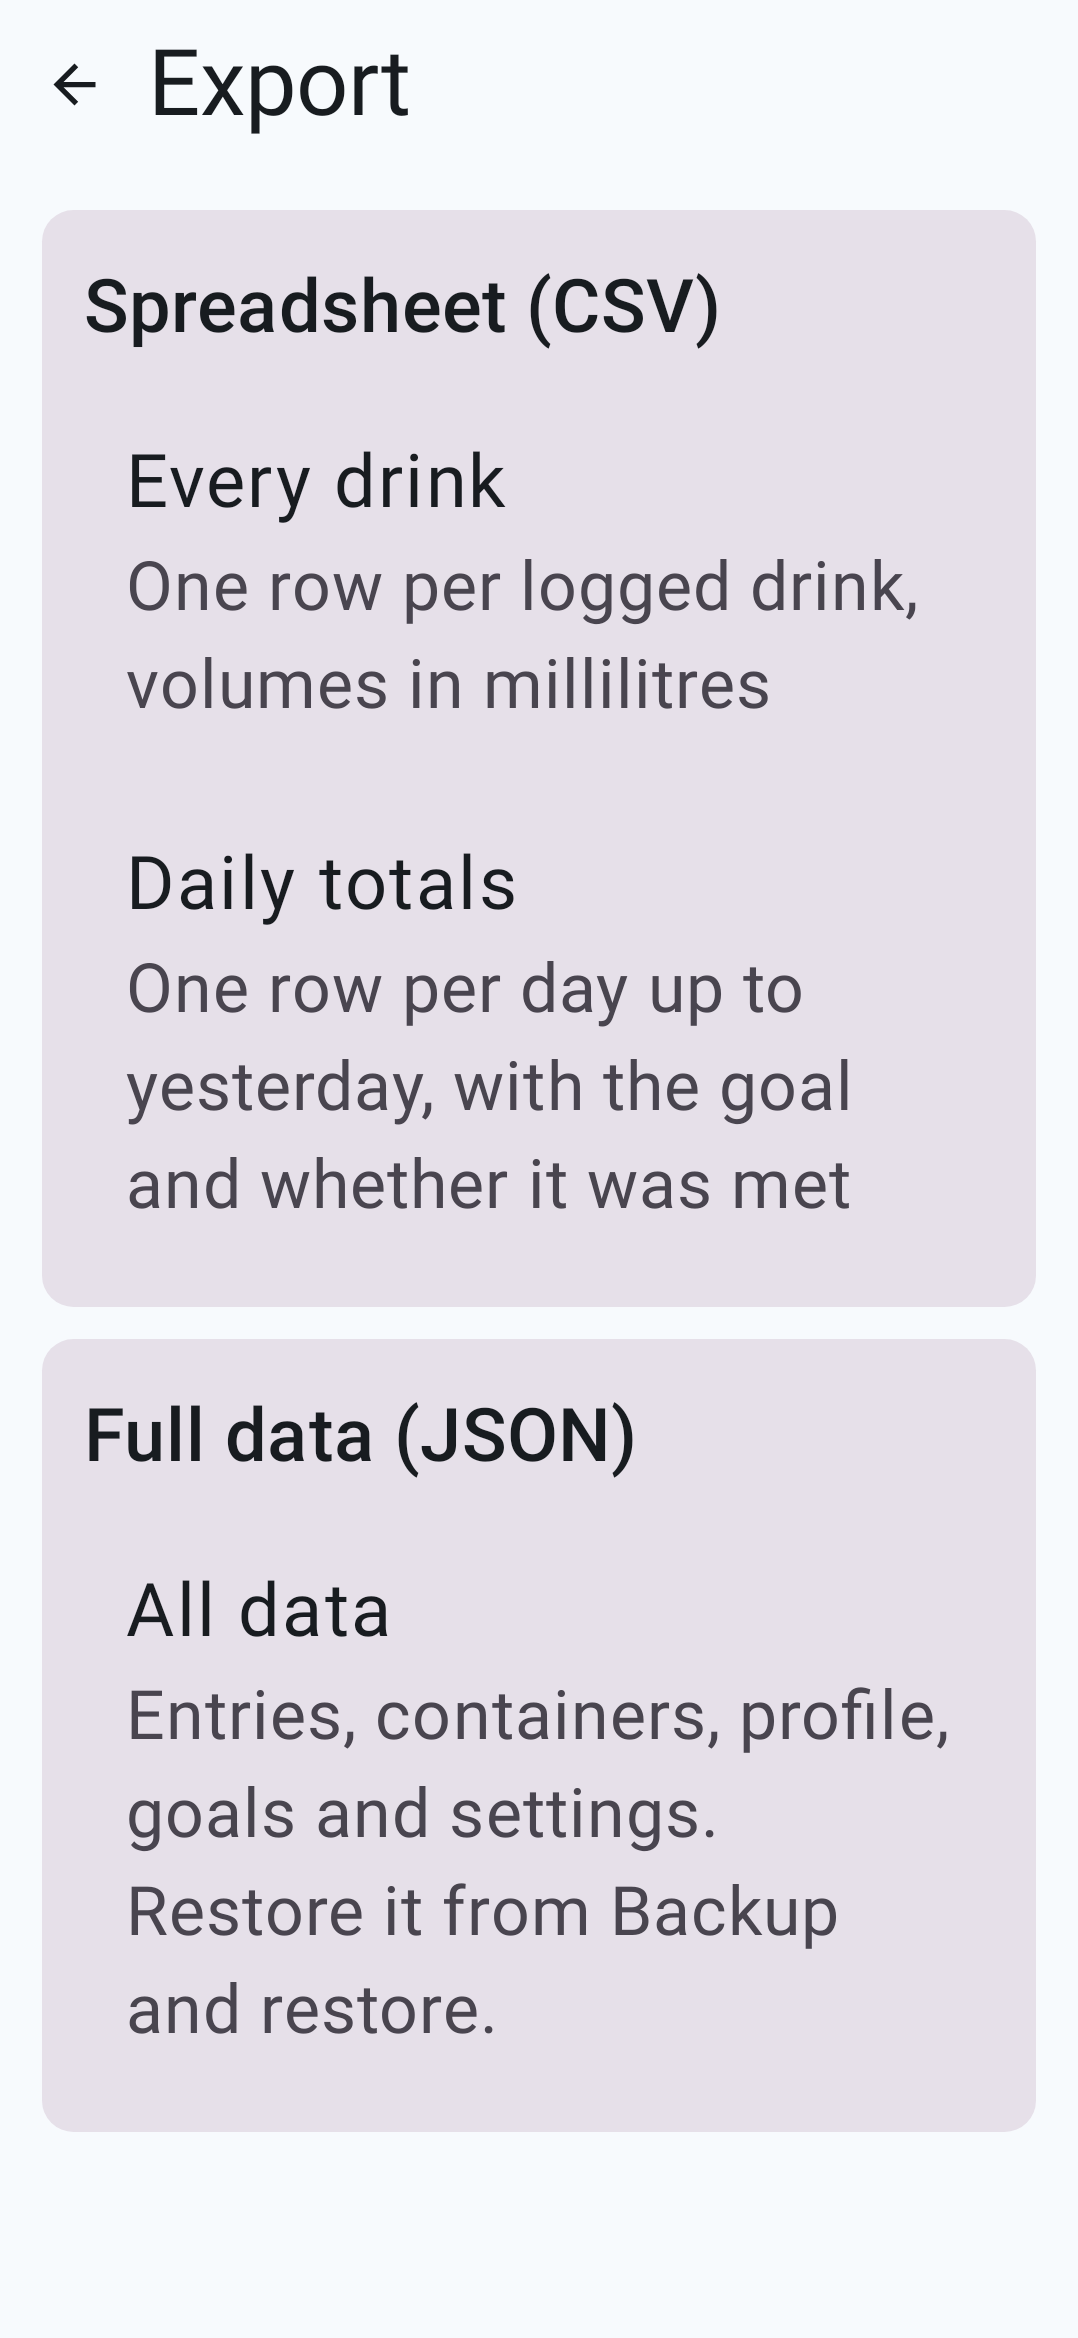 Export
Spreadsheet (CSV)
Every drink
One row per logged drink,
volumes in millilitres
Daily totals
One row per day up to
yesterday, with the goal
and whether it was met
Full data (JSON)
All data
Entries, containers, profile,
goals and settings.
Restore it from Backup
and restore.